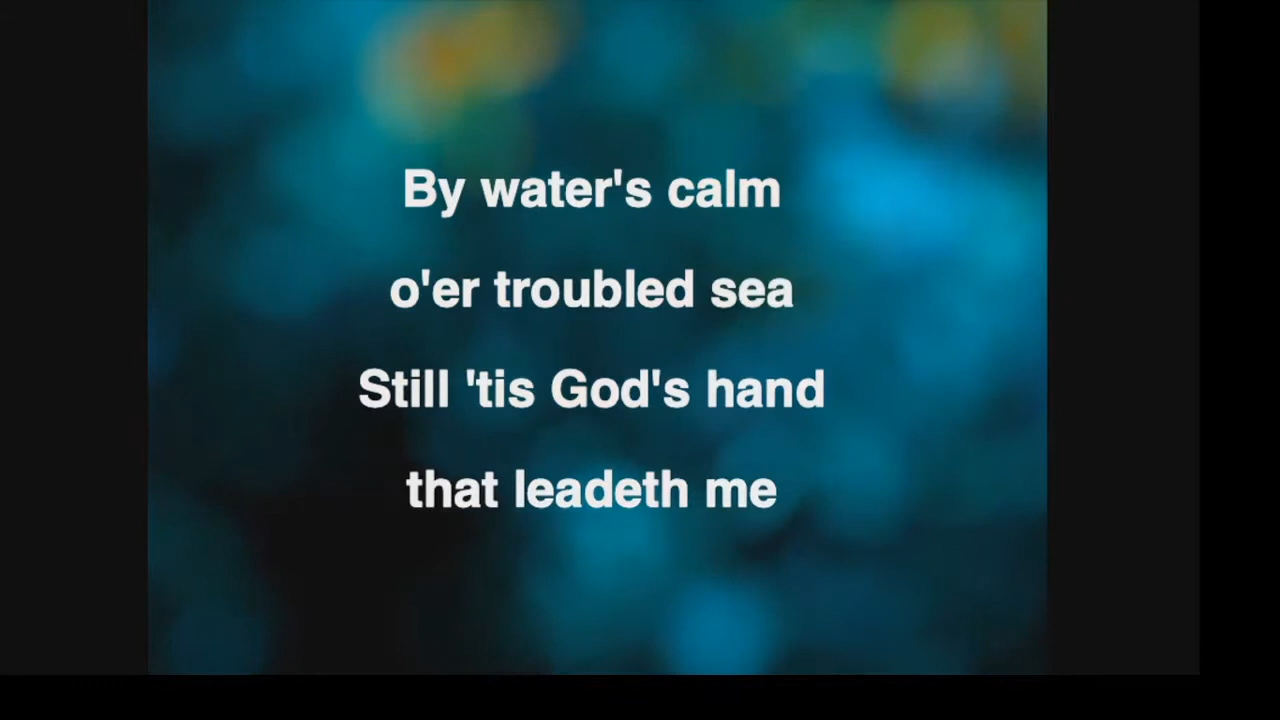 By water's calm
o'er troubled sea
Still 'tis God's hand
that leadeth me